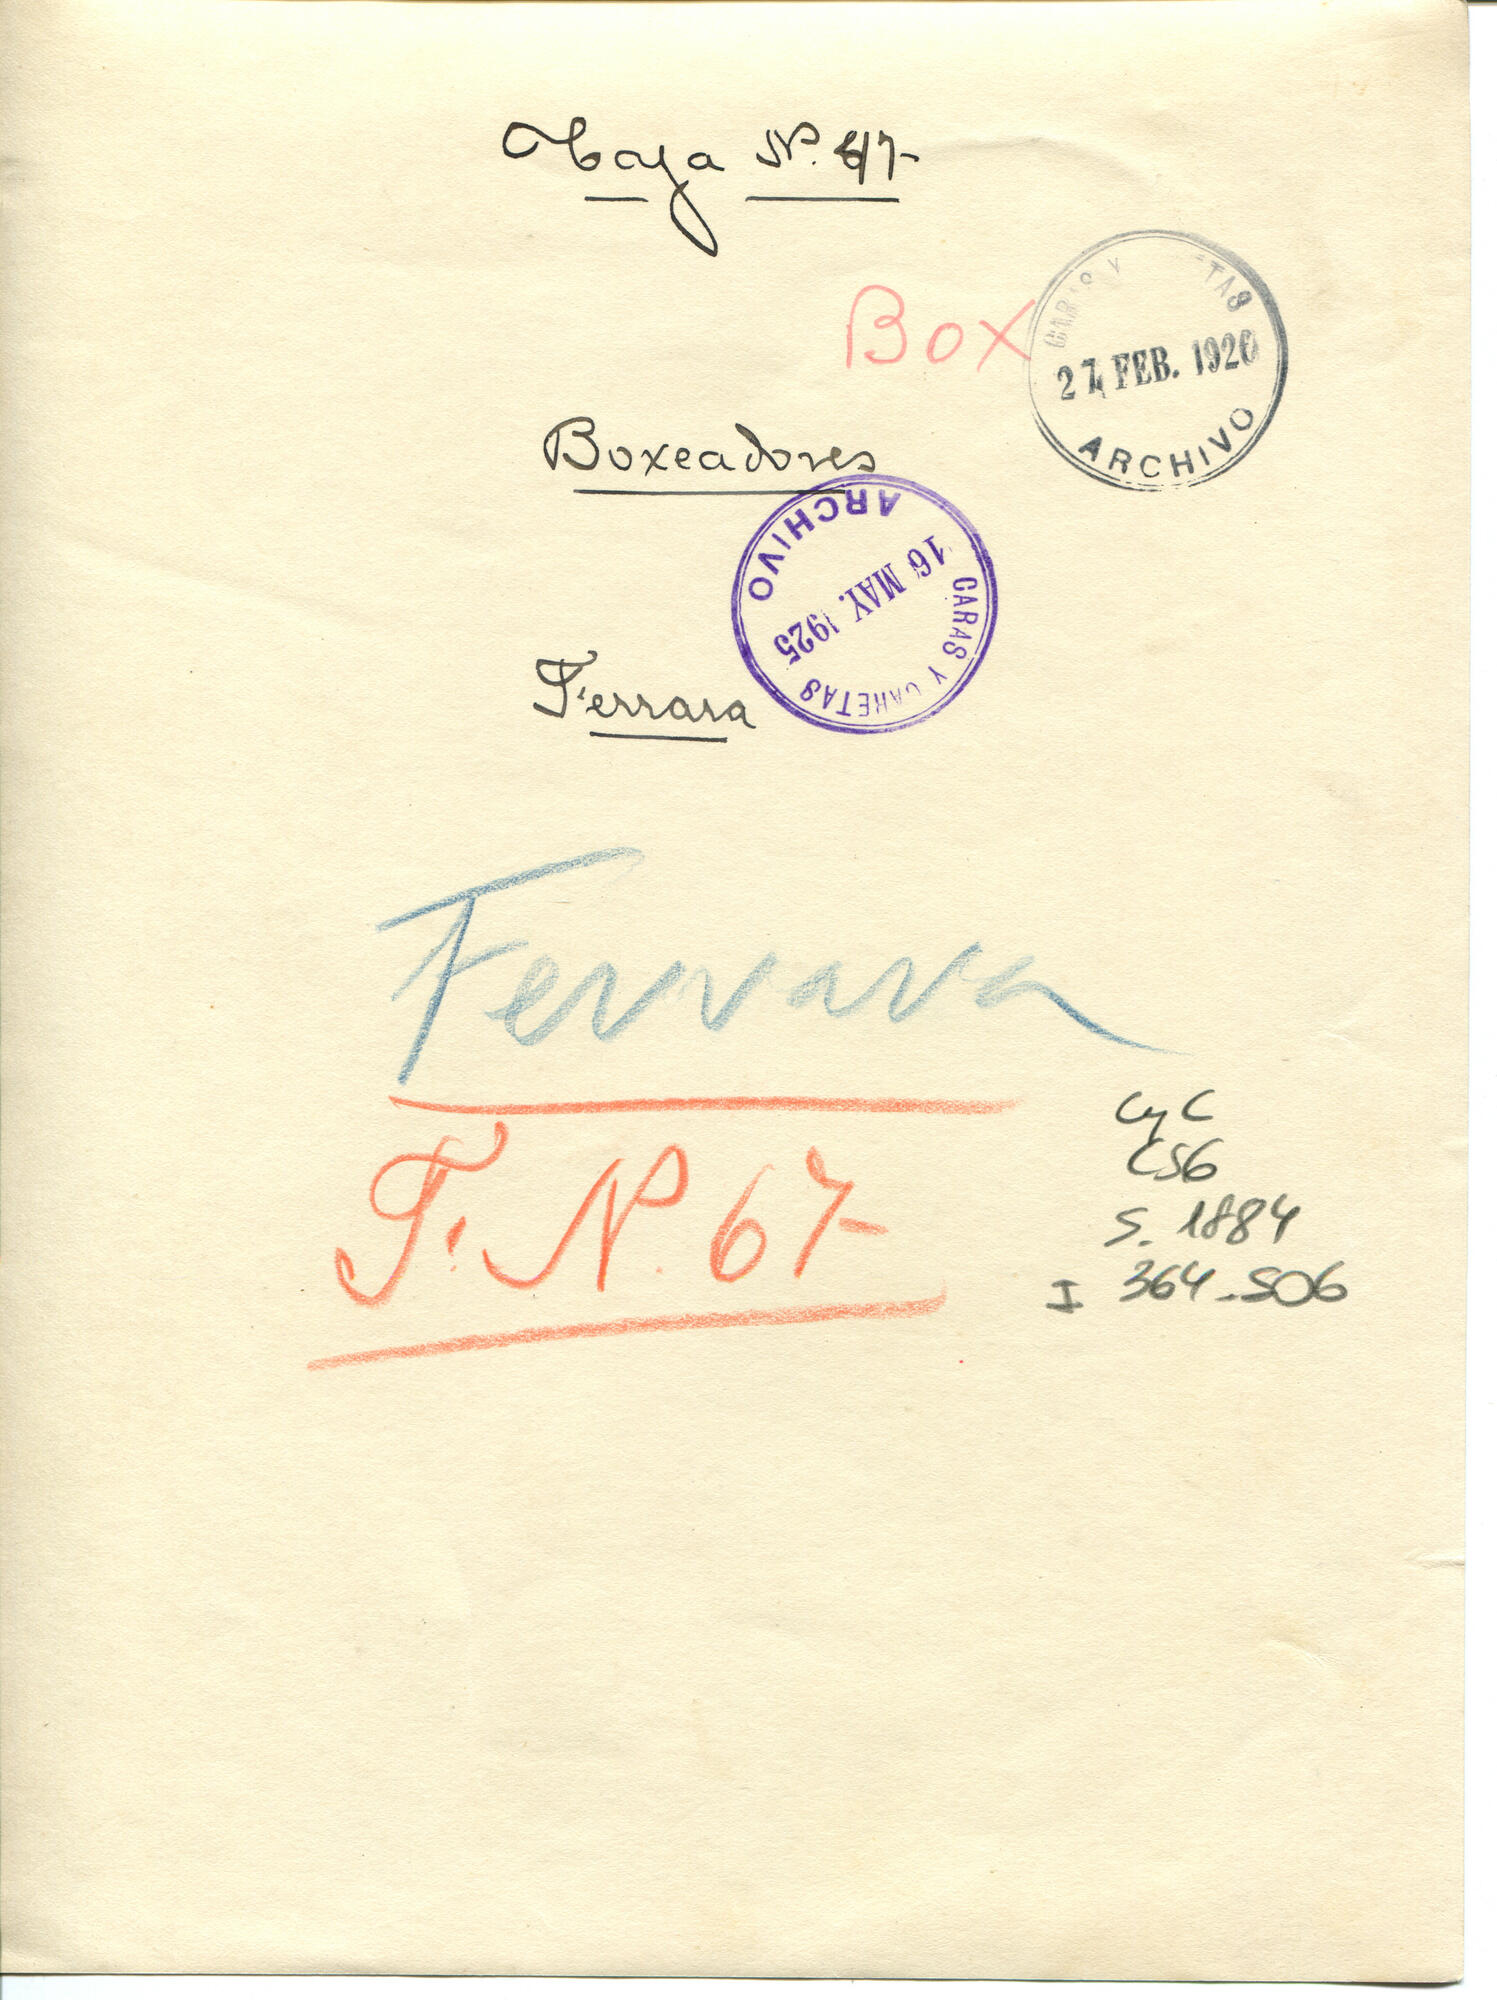 Caja Nº. 67-
Box
CARAS Y CARETAS
27 FEB. 1920
ARCHIVO
Boxeadores
ARCHIVO
16 MAY. 1925
CARAS Y CARETAS
Ferrara
Ferrara
F. Nº. 67-
CyC
C56
S. 1884
I 364-506